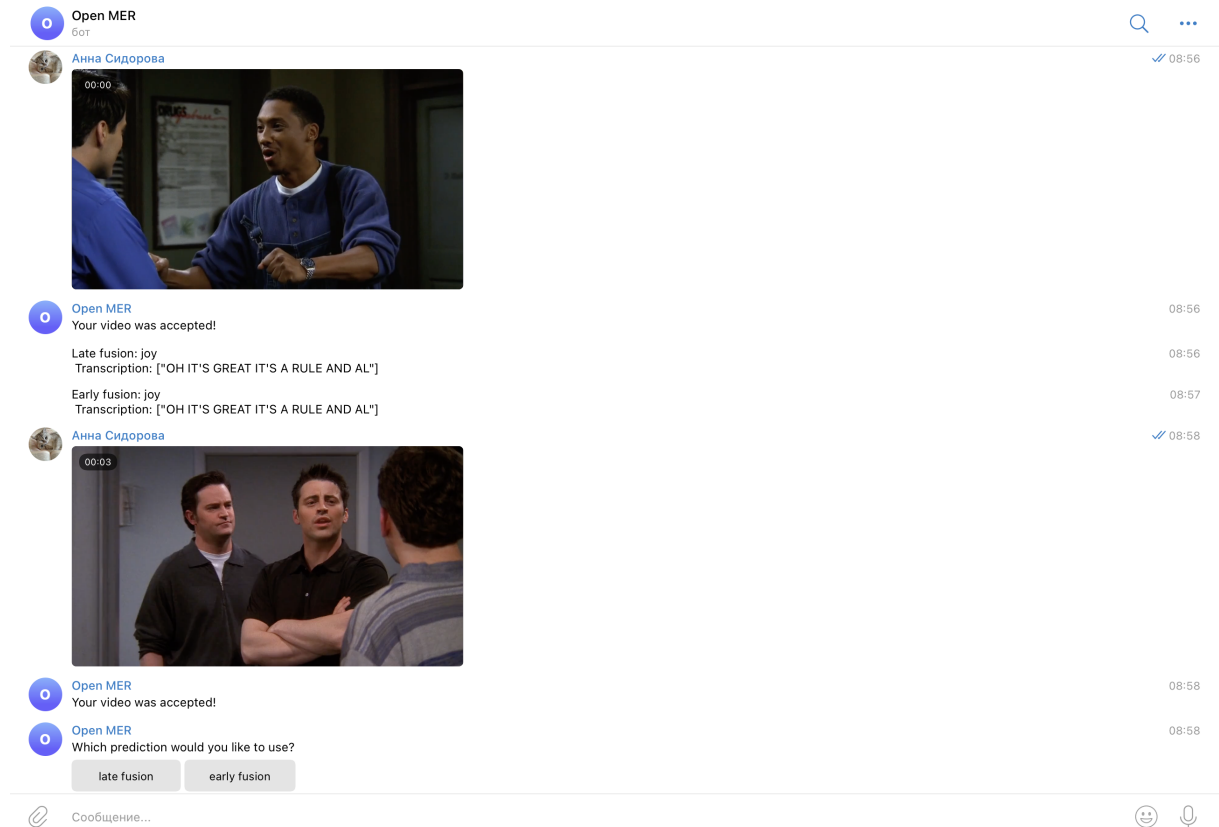 O
Open MER
бот
Анна Сидорова
08:56
00:00
DRUGS
O
Open MER
08:56
Your video was accepted!
Late fusion: joy
08:56
Transcription: ["OH IT'S GREAT IT'S A RULE AND AL"]
Early fusion: joy
08:57
Transcription: ["OH IT'S GREAT IT'S A RULE AND AL"]
Анна Сидорова
08:58
00:03
O
Open MER
08:58
Your video was accepted!
O
Open MER
08:58
Which prediction would you like to use?
late fusion
early fusion
Сообщение...